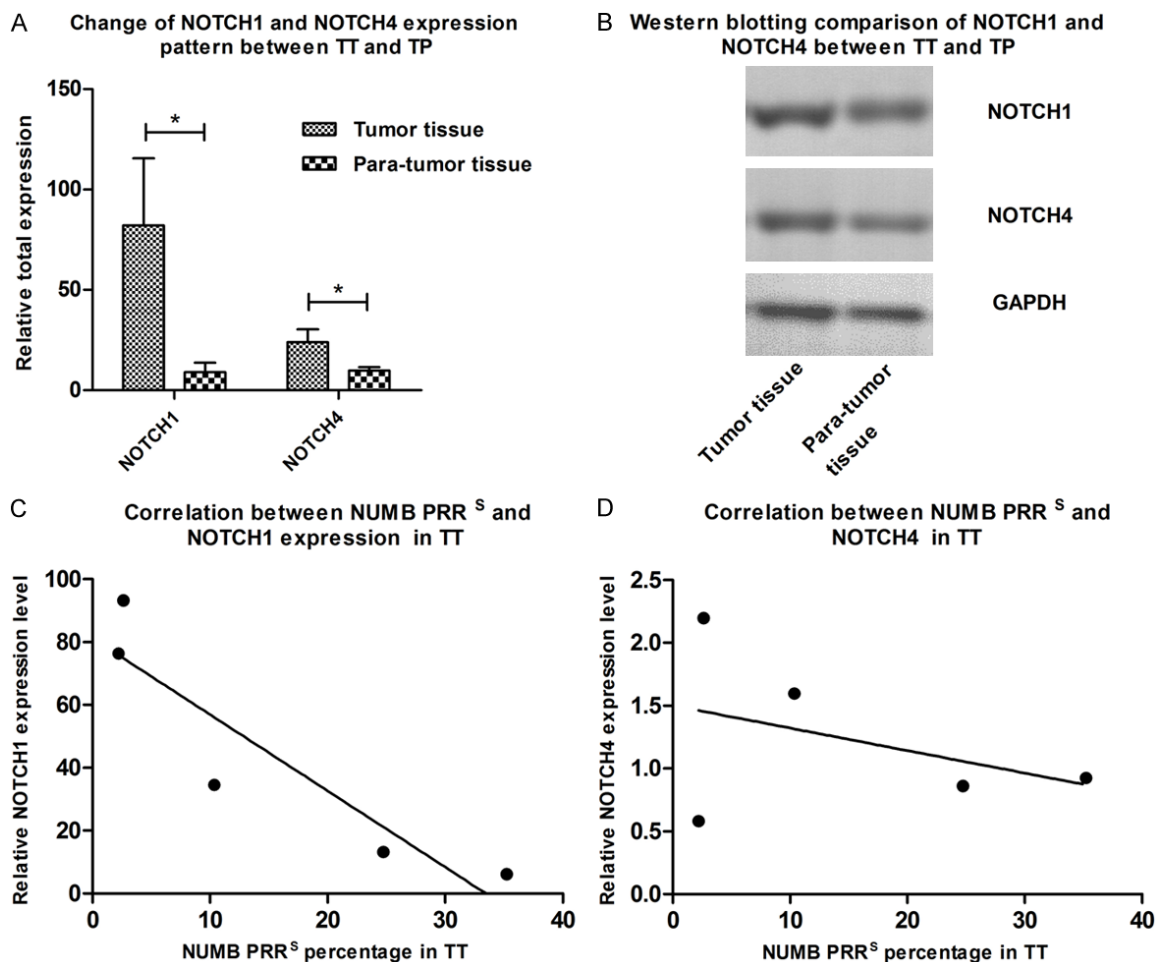 A
Change of NOTCH1 and NOTCH4 expression
pattern between TT and TP
Relative total expression
150
100
50
0
*
*
Tumor tissue
Para-tumor tissue
NOTCH1
NOTCH4
B
Western blotting comparison of NOTCH1 and
NOTCH4 between TT and TP
NOTCH1
NOTCH4
GAPDH
Tumor tissue
Para-tumor
tissue
C
Correlation between NUMB PRR S and
NOTCH1 expression in TT
Relative NOTCH1 expression level
100
80
60
40
20
0
0 10 20 30 40
NUMB PRRS percentage in TT
D
Correlation between NUMB PRR S and
NOTCH4 in TT
Relative NOTCH4 expression level
2.5
2.0
1.5
1.0
0.5
0.0
0 10 20 30 40
NUMB PRRS percentage in TT